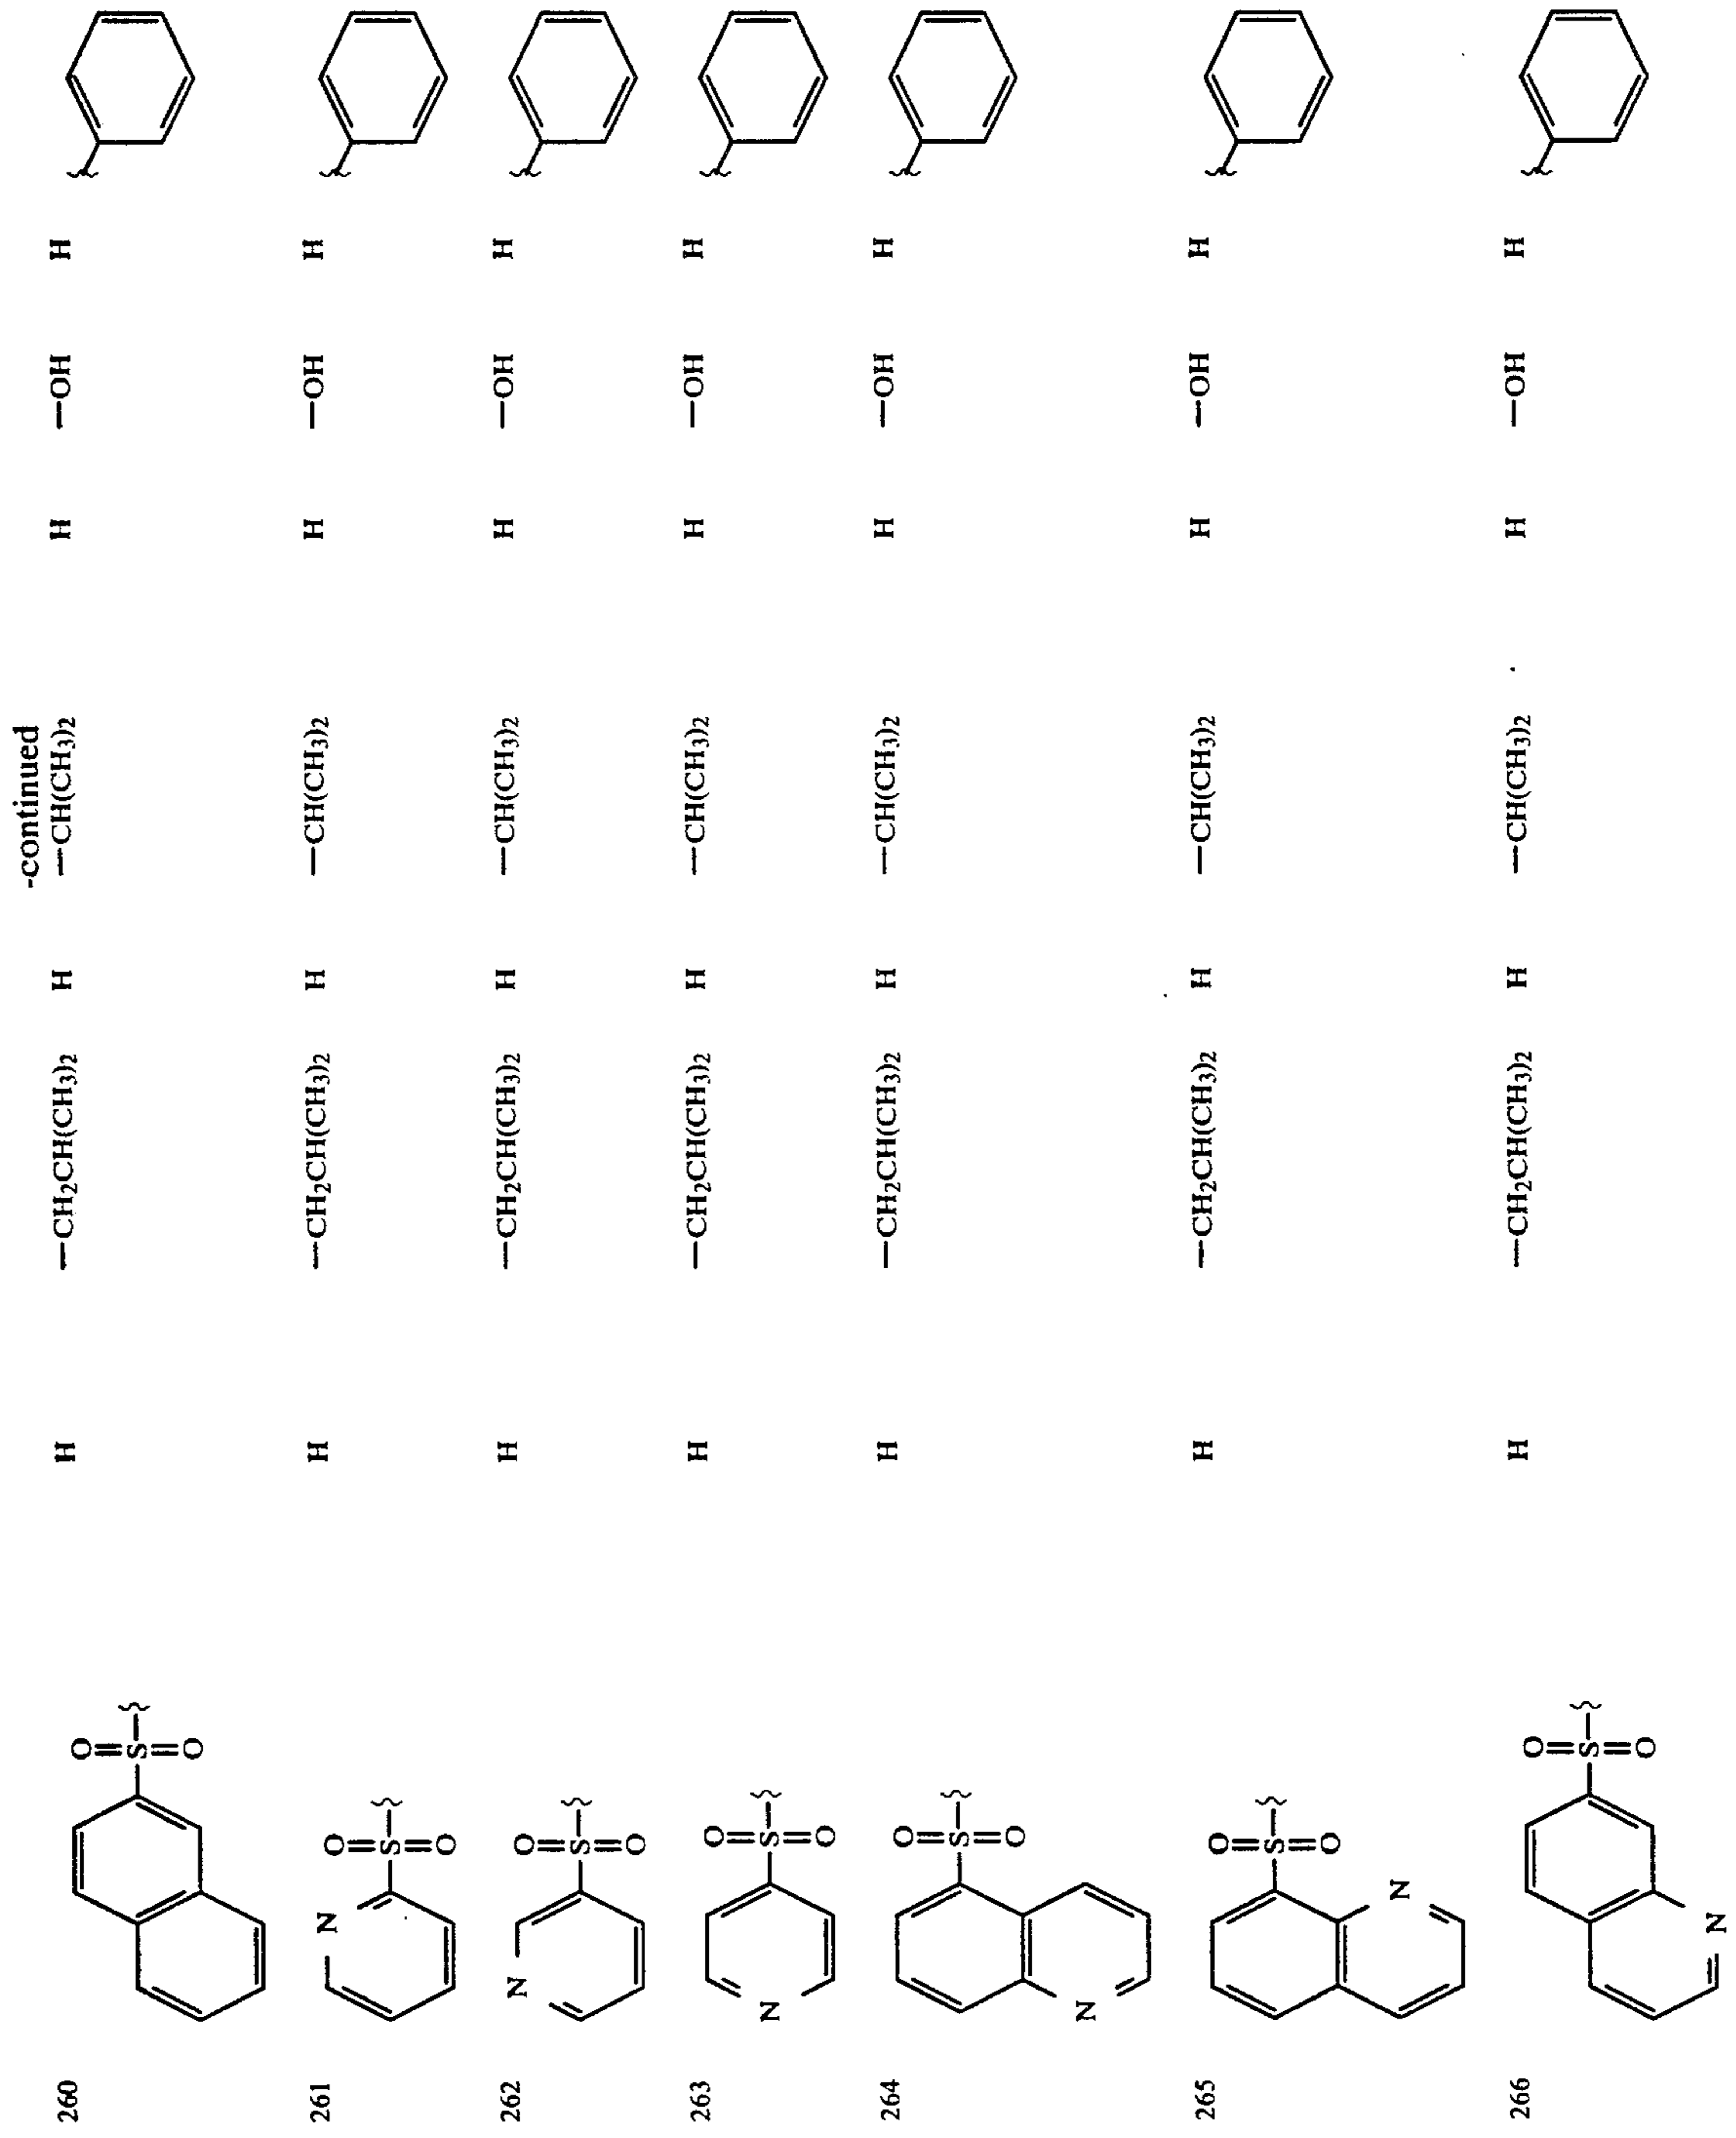 -continued
260 O=S=O H —CH₂CH(CH₃)₂ H —CH(CH₃)₂ H —OH H
261 N O=S=O H —CH₂CH(CH₃)₂ H —CH(CH₃)₂ H —OH H
262 N O=S=O H —CH₂CH(CH₃)₂ H —CH(CH₃)₂ H —OH H
263 N O=S=O H —CH₂CH(CH₃)₂ H —CH(CH₃)₂ H —OH H
264 N O=S=O H —CH₂CH(CH₃)₂ H —CH(CH₃)₂ H —OH H
265 N O=S=O H —CH₂CH(CH₃)₂ H —CH(CH₃)₂ H —OH H
266 N O=S=O H —CH₂CH(CH₃)₂ H —CH(CH₃)₂ H —OH H